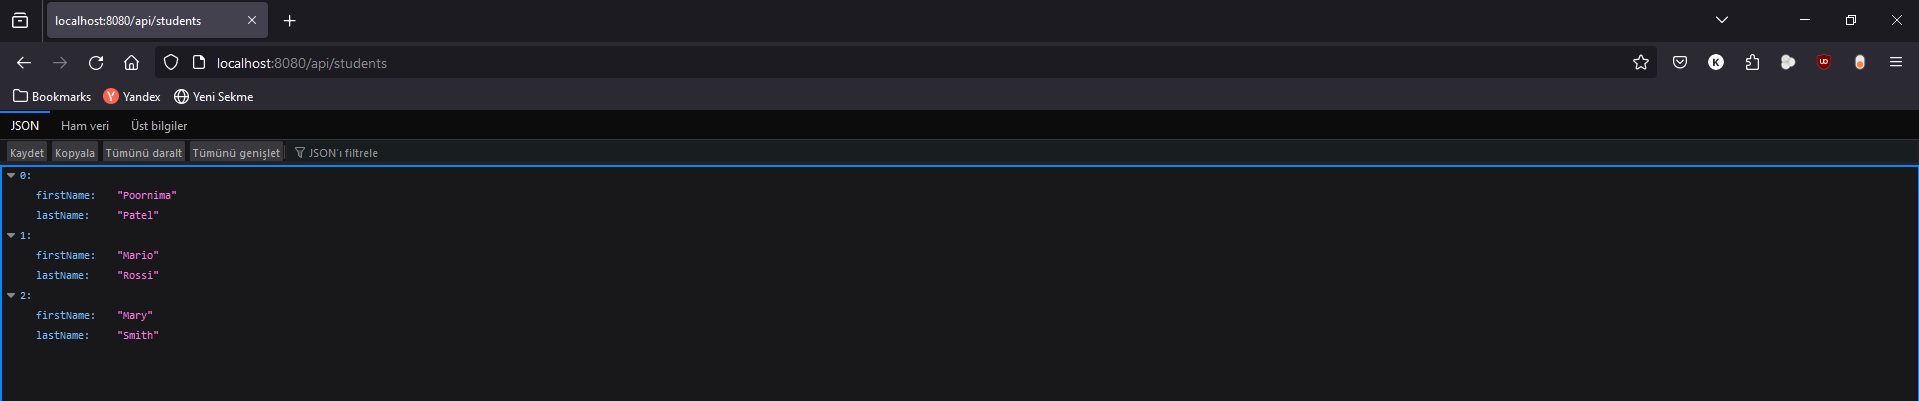 localhost:8080/api/students
localhost:8080/api/students
Bookmarks Yandex Yeni Sekme
JSON Ham veri Üst bilgiler
Kaydet Kopyala Tümünü daralt Tümünü genişlet JSON'ı filtrele
0:
firstName: "Poornima"
lastName: "Patel"
1:
firstName: "Mario"
lastName: "Rossi"
2:
firstName: "Mary"
lastName: "Smith"